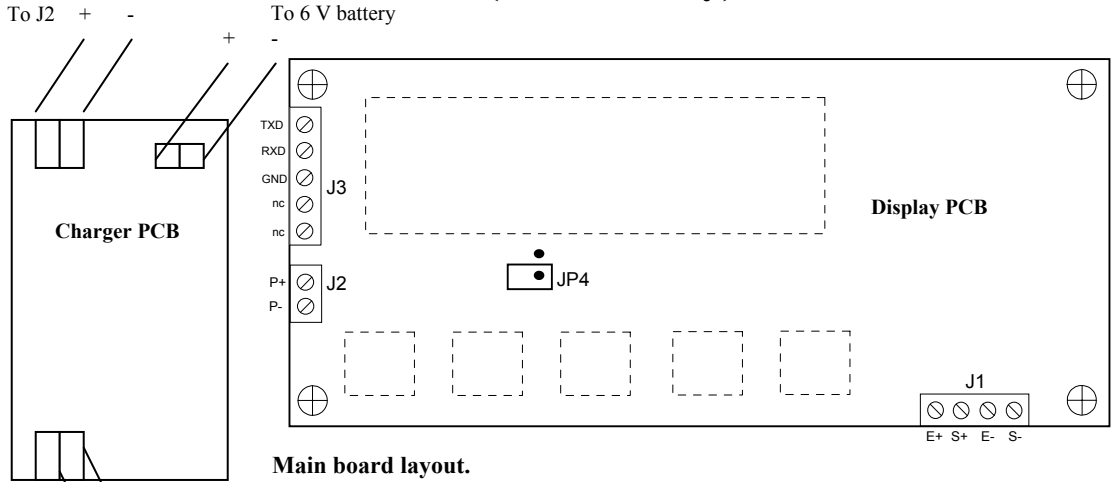 To J2 + -
To 6 V battery
+ -
TXD
RXD
GND
nc
nc
J3
Charger PCB
Display PCB
P+
P-
J2
JP4
J1
E+ S+ E- S-
Main board layout.